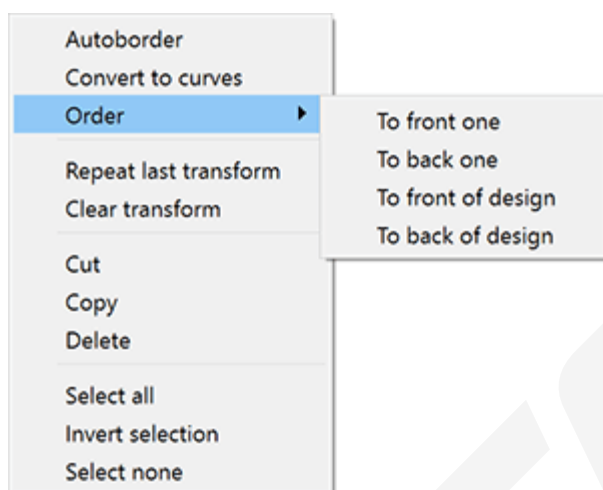 Autoborder
Convert to curves
Order
To front one
To back one
To front of design
To back of design
Repeat last transform
Clear transform
Cut
Copy
Delete
Select all
Invert selection
Select none